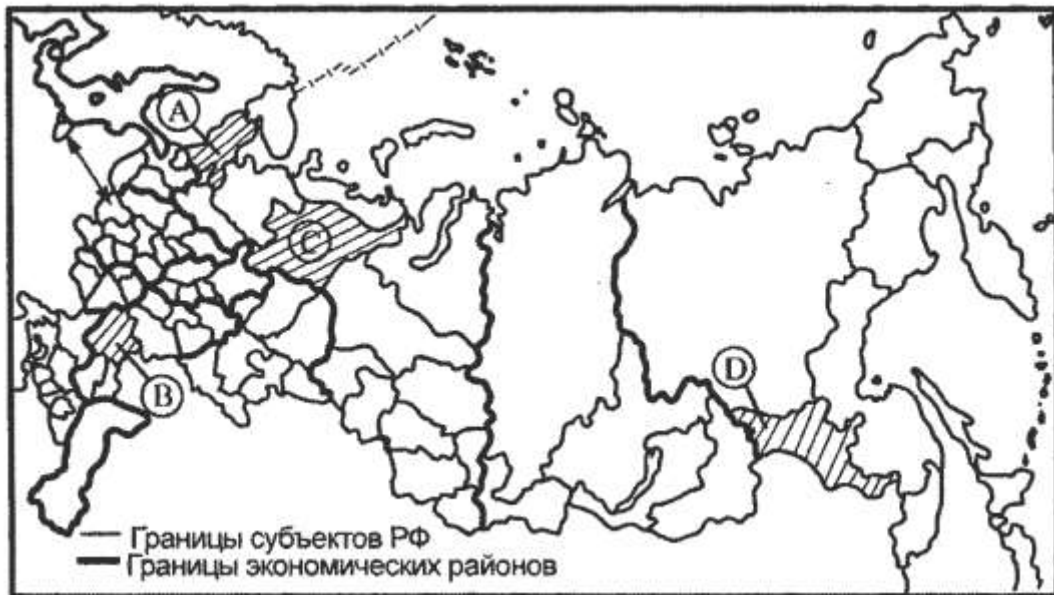 A
C
D
B
Границы субъектов РФ
Границы экономических районов